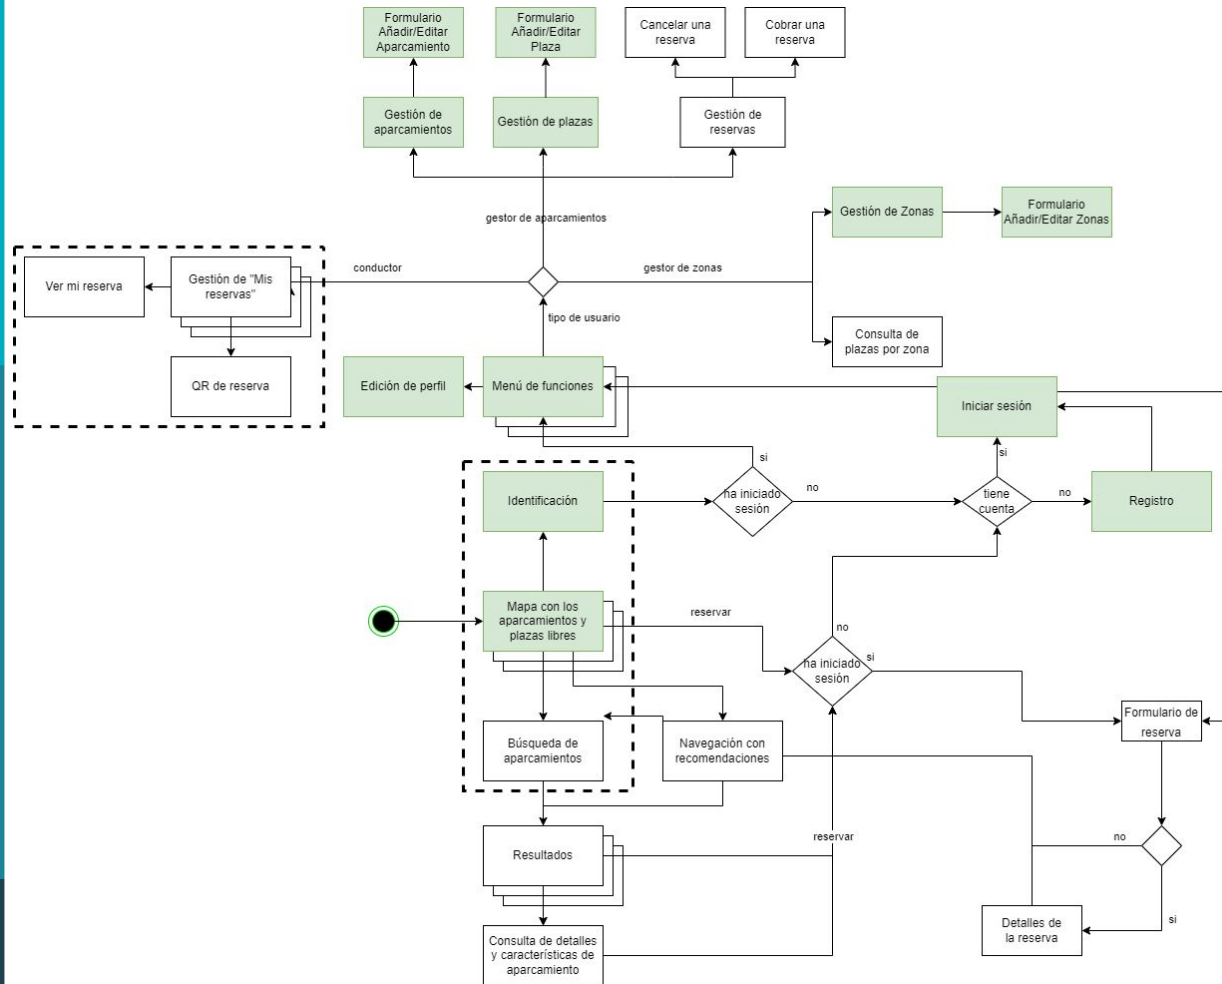 Formulario
Añadir/Editar
Aparcamiento
Formulario
Añadir/Editar
Plaza
Cancelar una
reserva
Cobrar una
reserva
Gestión de
aparcamientos
Gestión de plazas
Gestión de
reservas
gestor de aparcamientos
Gestión de Zonas
Formulario
Añadir/Editar Zonas
conductor
gestor de zonas
Ver mi reserva
Gestión de "Mis
reservas"
tipo de usuario
Consulta de
plazas por zona
QR de reserva
Edición de perfil
Menú de funciones
Iniciar sesión
si
si
Identificación
ha iniciado
sesión
no
tiene
cuenta
no
Registro
Mapa con los
aparcamientos y
plazas libres
reservar
no
ha iniciado
sesión
si
Formulario de
reserva
Búsqueda de
aparcamientos
Navegación con
recomendaciones
reservar
no
Resultados
si
Detalles de
la reserva
Consulta de detalles
y características de
aparcamiento